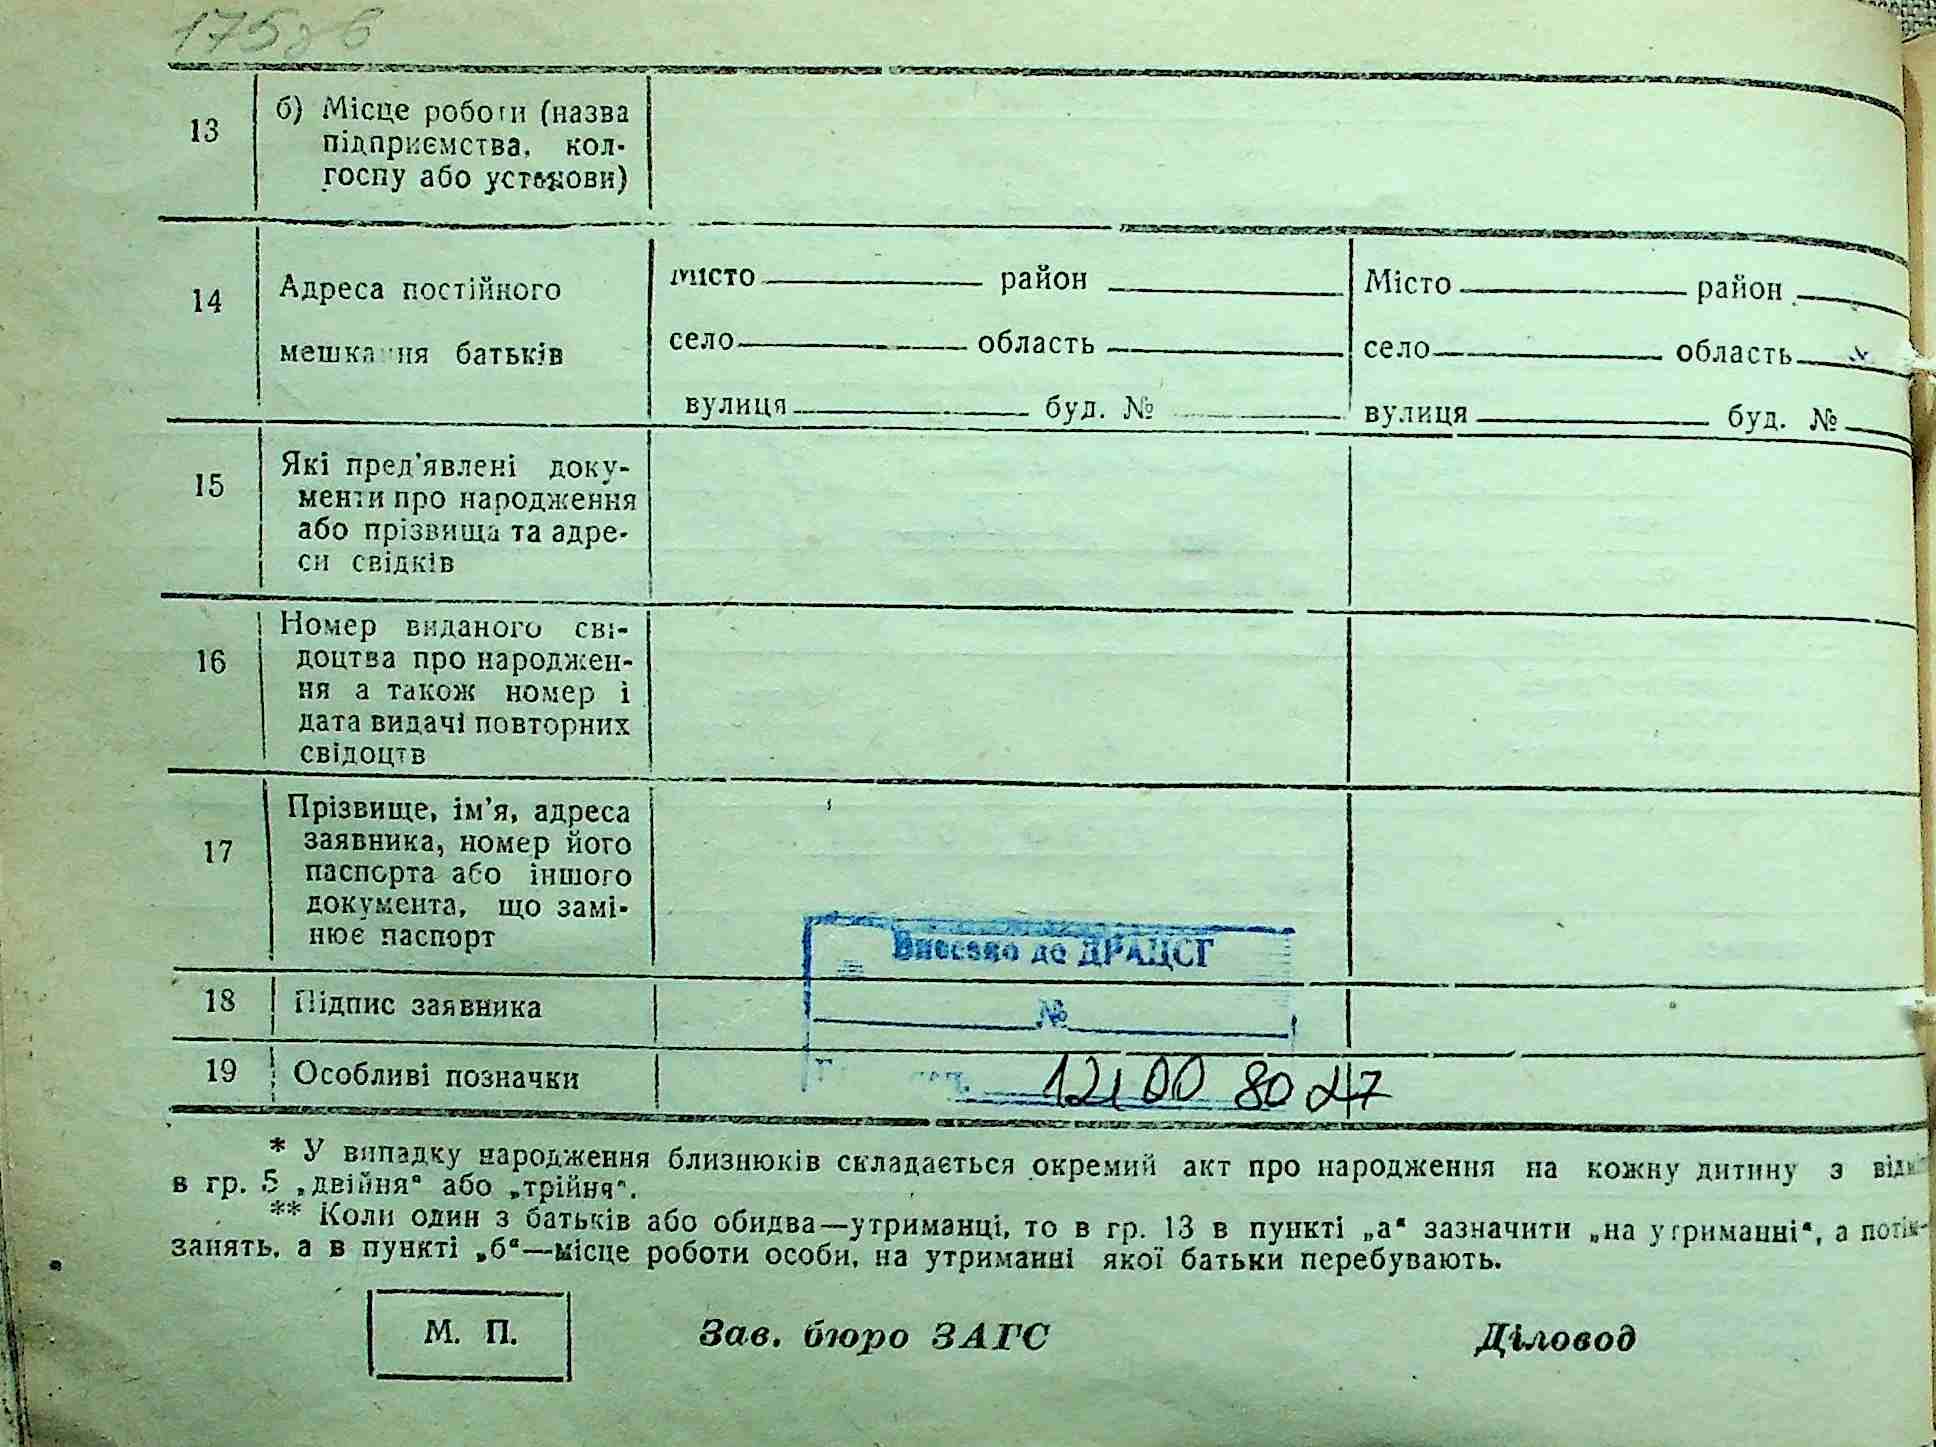 175зв
13
б) Місце роботи (назва
підприємства, кол-
госпу або установи)
14
Адреса постійного
мешкання батьків
місто район
село область
вулиця буд. №
Місто район
село область
вулиця буд. №
15
Які пред'явлені доку-
менти про народження
або прізвища та адре-
си свідків
16
Номер виданого сві-
доцтва про народжен-
ня а також номер і
дата видачі повторних
свідоцтв
17
Прізвище, ім'я, адреса
заявника, номер його
паспорта або іншого
документа, що замі-
нює паспорт
Внесено до ДРАЦСГ
№
18
Підпис заявника
19
Особливі позначки
* У випадку народження близнюків складається окремий акт про народження на кожну дитину з
в гр. 5 „двійня“ або „трійня“.
** Коли один з батьків або обидва—утриманці, то в гр. 13 в пункті „а“ зазначити „на утриманні“, а
занять, а в пункті „б“—місце роботи особи, на утриманні якої батьки перебувають.
М. П.
Зав. бюро ЗАГС
Діловод